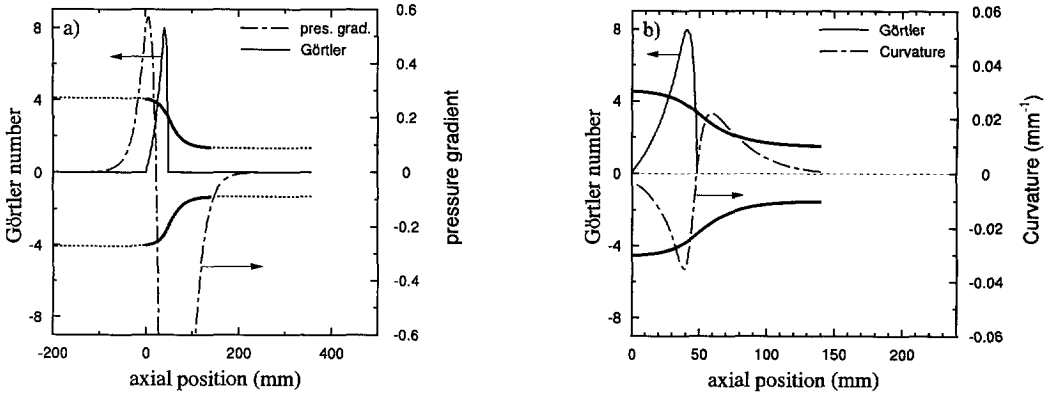 a)
pres. grad.
Görtler
8
4
0
-4
-8
Görtler number
0.6
0.4
0.2
0
-0.2
-0.4
-0.6
pressure gradient
-200
0
200
400
axial position (mm)
b)
Görtler
Curvature
8
4
0
-4
-8
Görtler number
0.06
0.04
0.02
0
-0.02
-0.04
-0.06
Curvature (mm⁻¹)
0
50
100
150
200
axial position (mm)